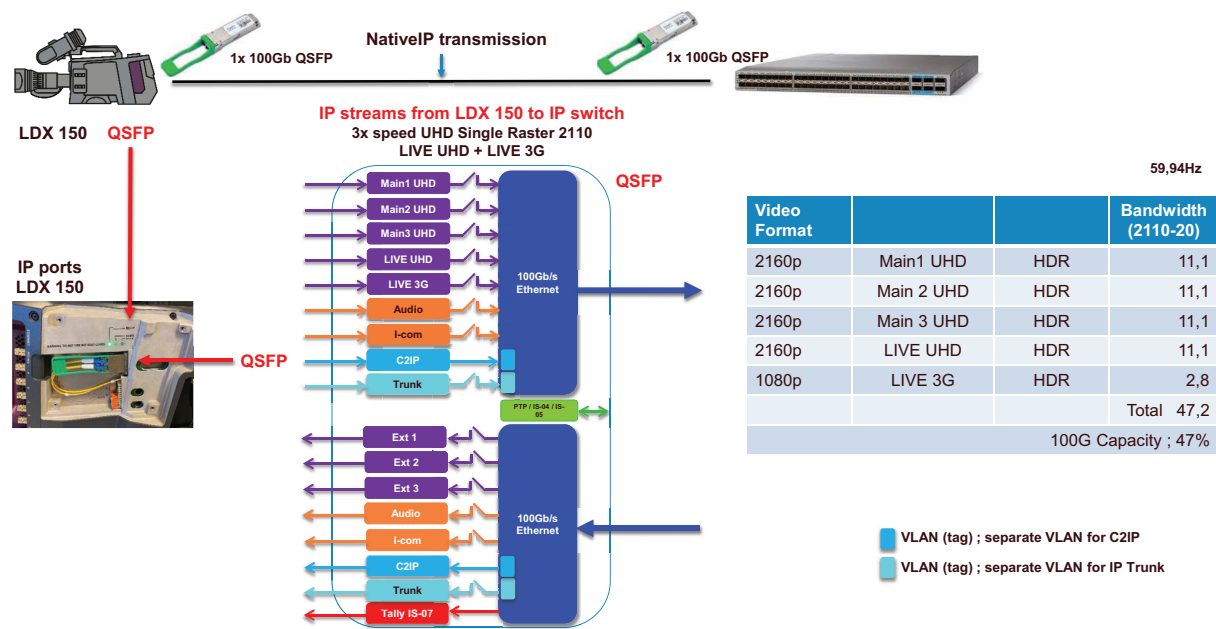 NativeIP transmission
1x 100Gb QSFP
1x 100Gb QSFP
LDX 150 QSFP
IP streams from LDX 150 to IP switch
3x speed UHD Single Raster 2110
LIVE UHD + LIVE 3G
QSFP
Main1 UHD
Main2 UHD
Main3 UHD
LIVE UHD
LIVE 3G
Audio
I-com
C2IP
Trunk
100Gb/s
Ethernet
PTP / IS-04 / IS-
05
Ext 1
Ext 2
Ext 3
Audio
I-com
C2IP
Trunk
Tally IS-07
100Gb/s
Ethernet
IP ports
LDX 150
QSFP
59,94Hz
Video
Format
Bandwidth
(2110-20)
2160p Main1 UHD HDR 11,1
2160p Main 2 UHD HDR 11,1
2160p Main 3 UHD HDR 11,1
2160p LIVE UHD HDR 11,1
1080p LIVE 3G HDR 2,8
Total 47,2
100G Capacity ; 47%
VLAN (tag) ; separate VLAN for C2IP
VLAN (tag) ; separate VLAN for IP Trunk